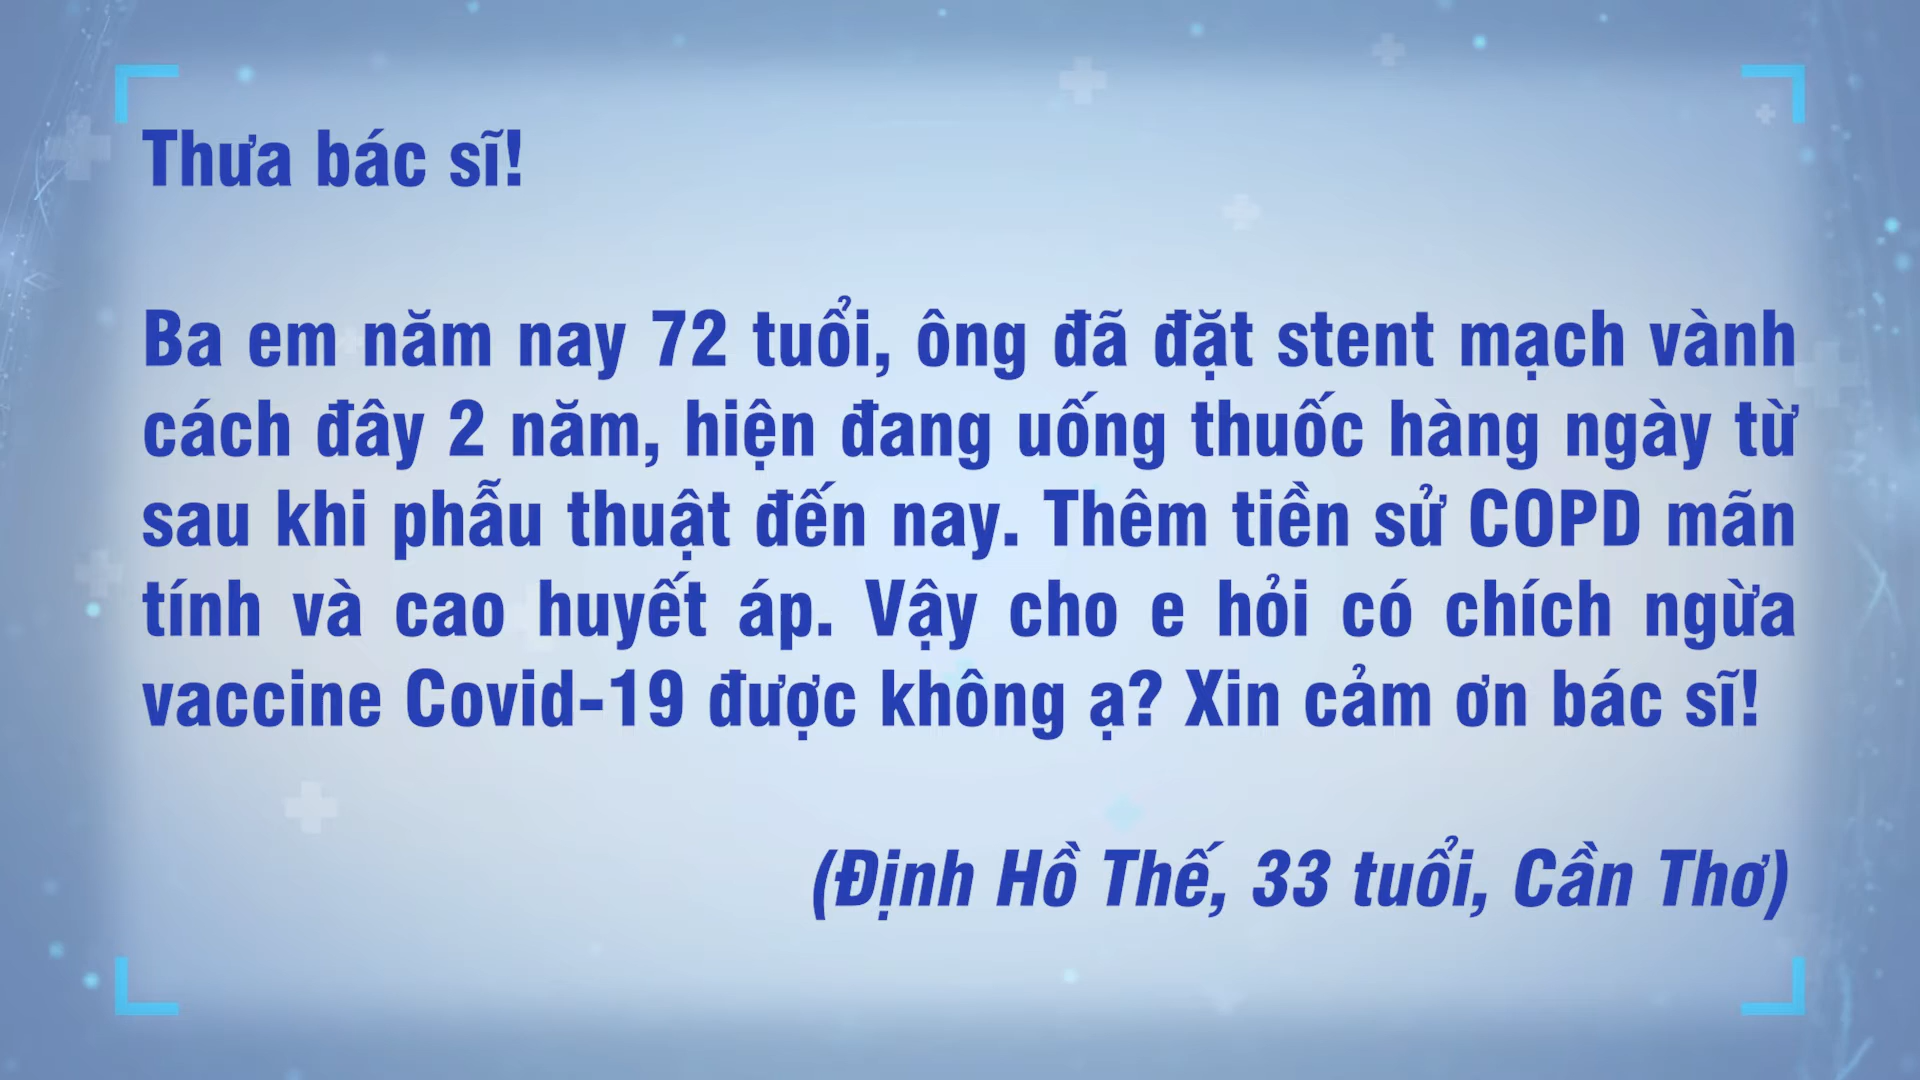 Thưa bác sĩ!
Ba em năm nay 72 tuổi, ông đã đặt stent mạch vành
cách đây 2 năm, hiện đang uống thuốc hàng ngày từ
sau khi phẫu thuật đến nay. Thêm tiền sử COPD mãn
tính và cao huyết áp. Vậy cho e hỏi có chích ngừa
vaccine Covid-19 được không ạ? Xin cảm ơn bác sĩ!
(Định Hồ Thế, 33 tuổi, Cần Thơ)